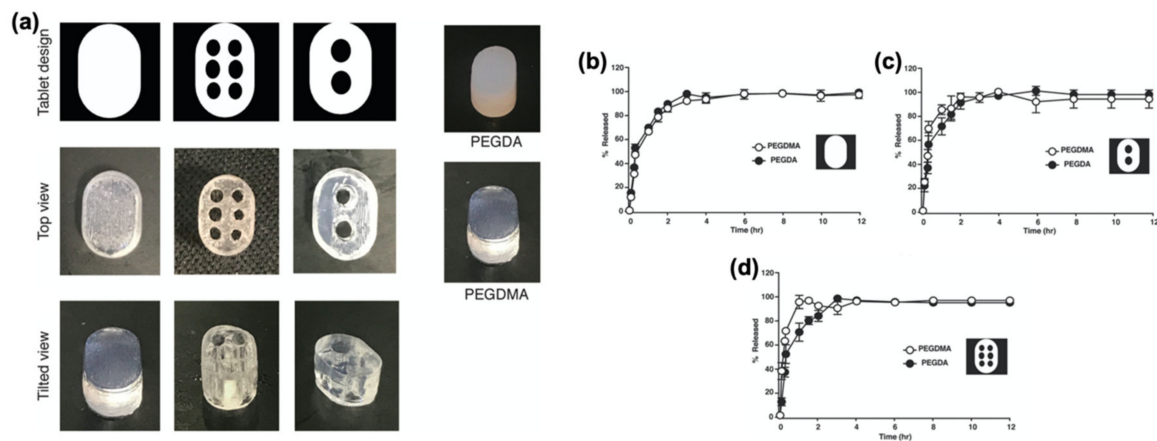 (a)
Tablet design
Top view
Tilted view
PEGDA
PEGDMA
(b)
120
100
80
60
40
20
0
% Released
PEGDMA
PEGDA
0 2 4 6 8 10 12
Time (hr)
(c)
120
100
80
60
40
20
0
% Released
PEGDMA
PEGDA
0 2 4 6 8 10 12
Time (hr)
(d)
120
100
80
60
40
20
0
% Released
PEGDMA
PEGDA
0 2 4 6 8 10 12
Time (hr)